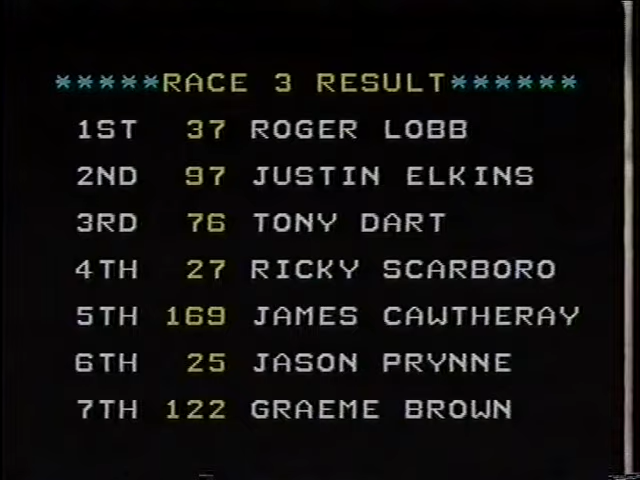 *****RACE 3 RESULT******
1ST 37 ROGER LOBB
2ND 97 JUSTIN ELKINS
3RD 76 TONY DART
4TH 27 RICKY SCARBORO
5TH 169 JAMES CAWTHERAY
6TH 25 JASON PRYNNE
7TH 122 GRAEME BROWN